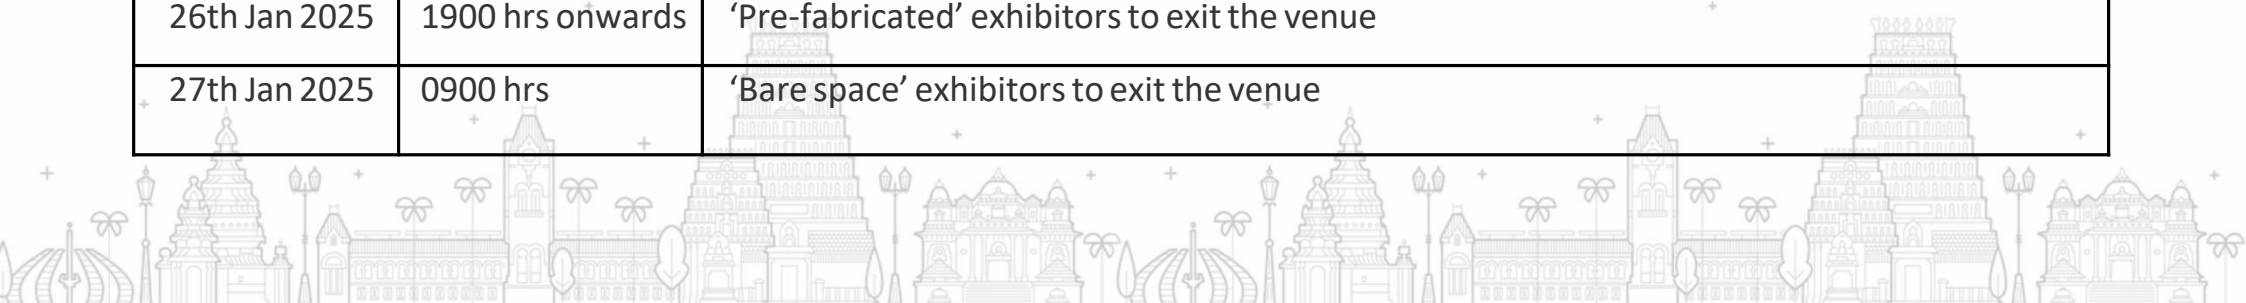 26th Jan 2025 1900 hrs onwards ‘Pre-fabricated’ exhibitors to exit the venue
27th Jan 2025 0900 hrs ‘Bare space’ exhibitors to exit the venue